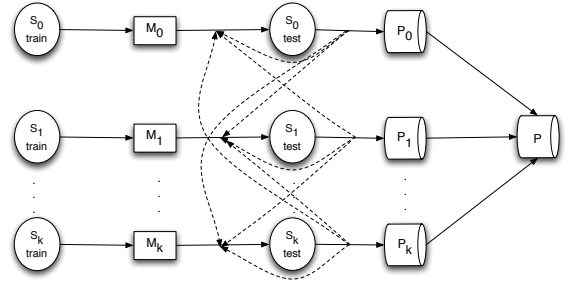 S0 train M0 S0 test P0
S1 train M1 S1 test P1 P
Sk train Mk Sk test Pk